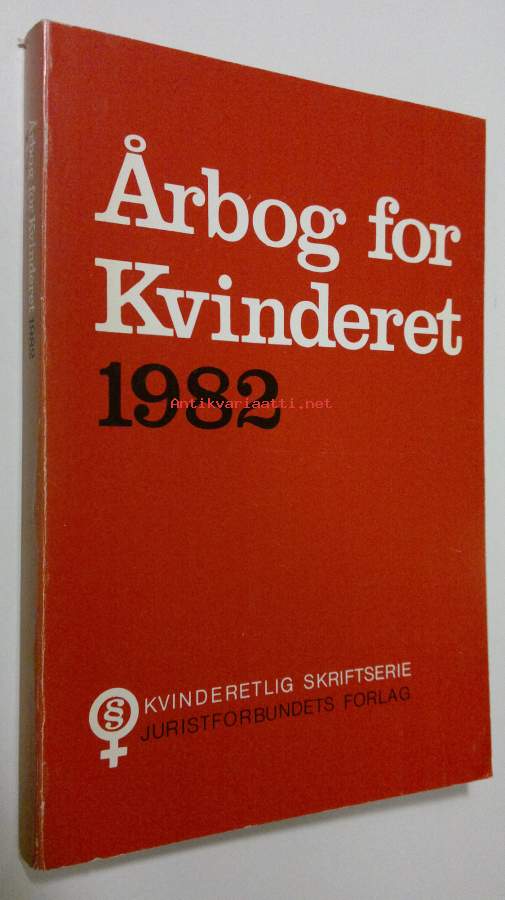 Årbog for
Kvinderet
1982
Antikvariaatti.net
§ KVINDERETLIG SKRIFTSERIE
JURISTFORBUNDETS FORLAG
Årbog for Kvinderet 1982